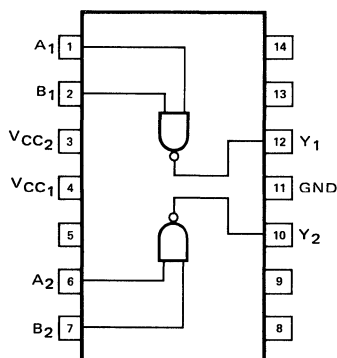 A1 1 14
B1 2 13
VCC2 3 12 Y1
VCC1 4 11 GND
5 10 Y2
A2 6 9
B2 7 8